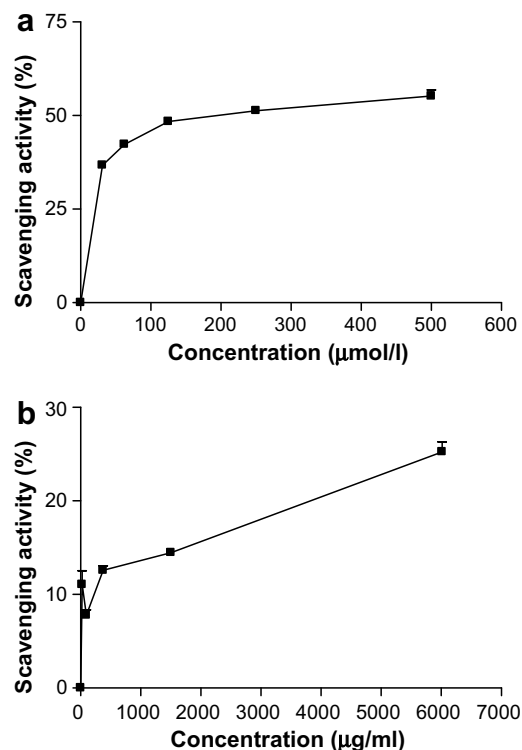 a
75
50
25
0
Scavenging activity (%)
0 100 200 300 400 500 600
Concentration (μmol/l)
b
30
20
10
0
Scavenging activity (%)
0 1000 2000 3000 4000 5000 6000 7000
Concentration (μg/ml)